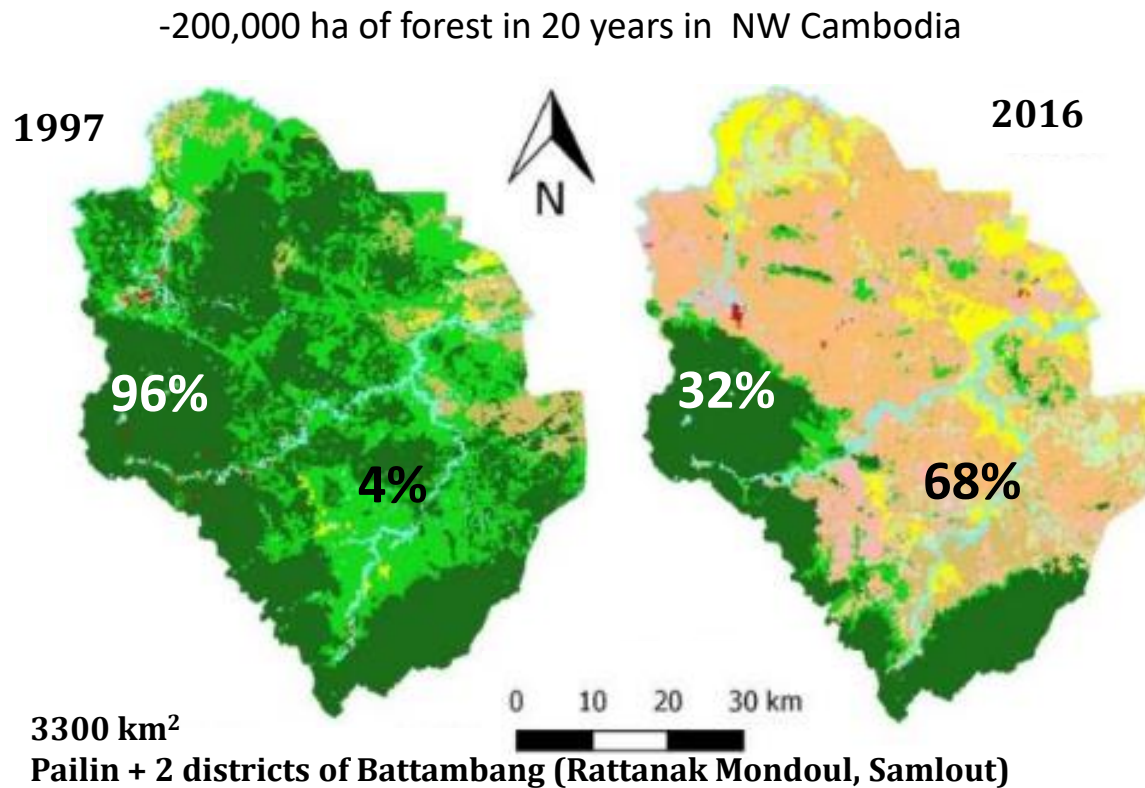 -200,000 ha of forest in 20 years in NW Cambodia
1997
2016
N
96%
4%
32%
68%
0 10 20 30 km
3300 km²
Pailin + 2 districts of Battambang (Rattanak Mondoul, Samlout)